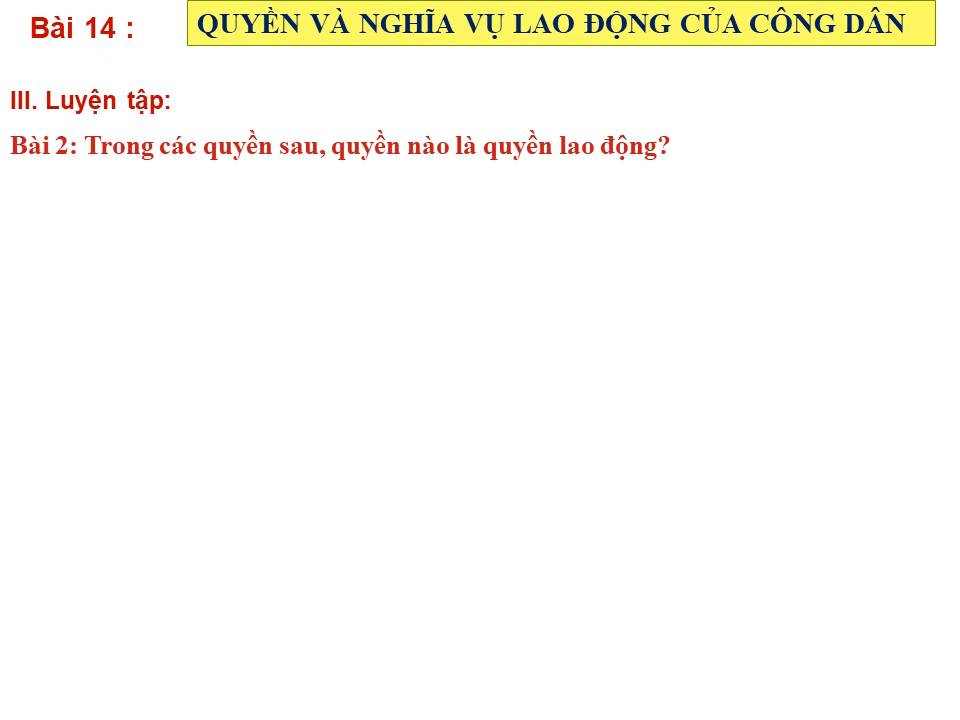 Bài 14 :
QUYỀN VÀ NGHĨA VỤ LAO ĐỘNG CỦA CÔNG DÂN
III. Luyện tập:
Bài 2: Trong các quyền sau, quyền nào là quyền lao động?